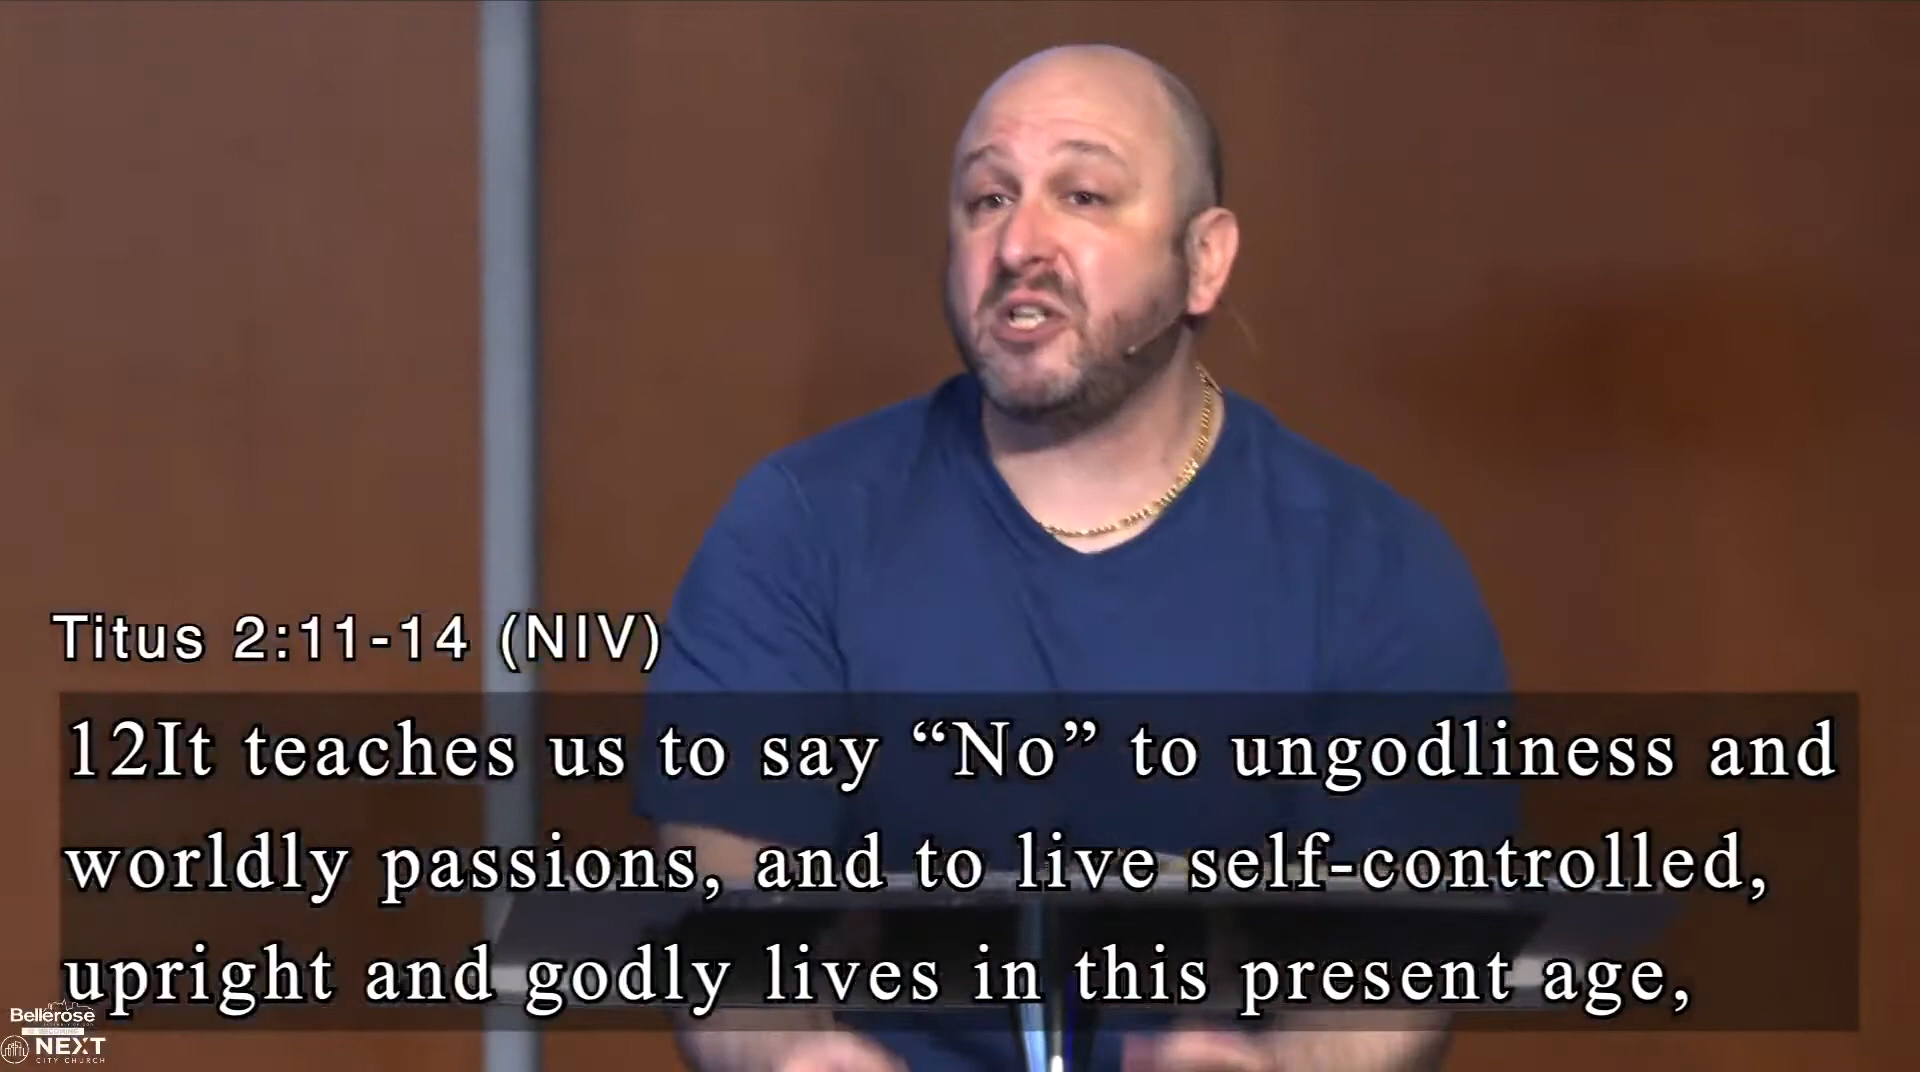 Titus 2:11-14 (NIV)
12It teaches us to say “No” to ungodliness and
worldly passions, and to live self-controlled,
upright and godly lives in this present age,
Bellerose
NEXT
CITY CHURCH